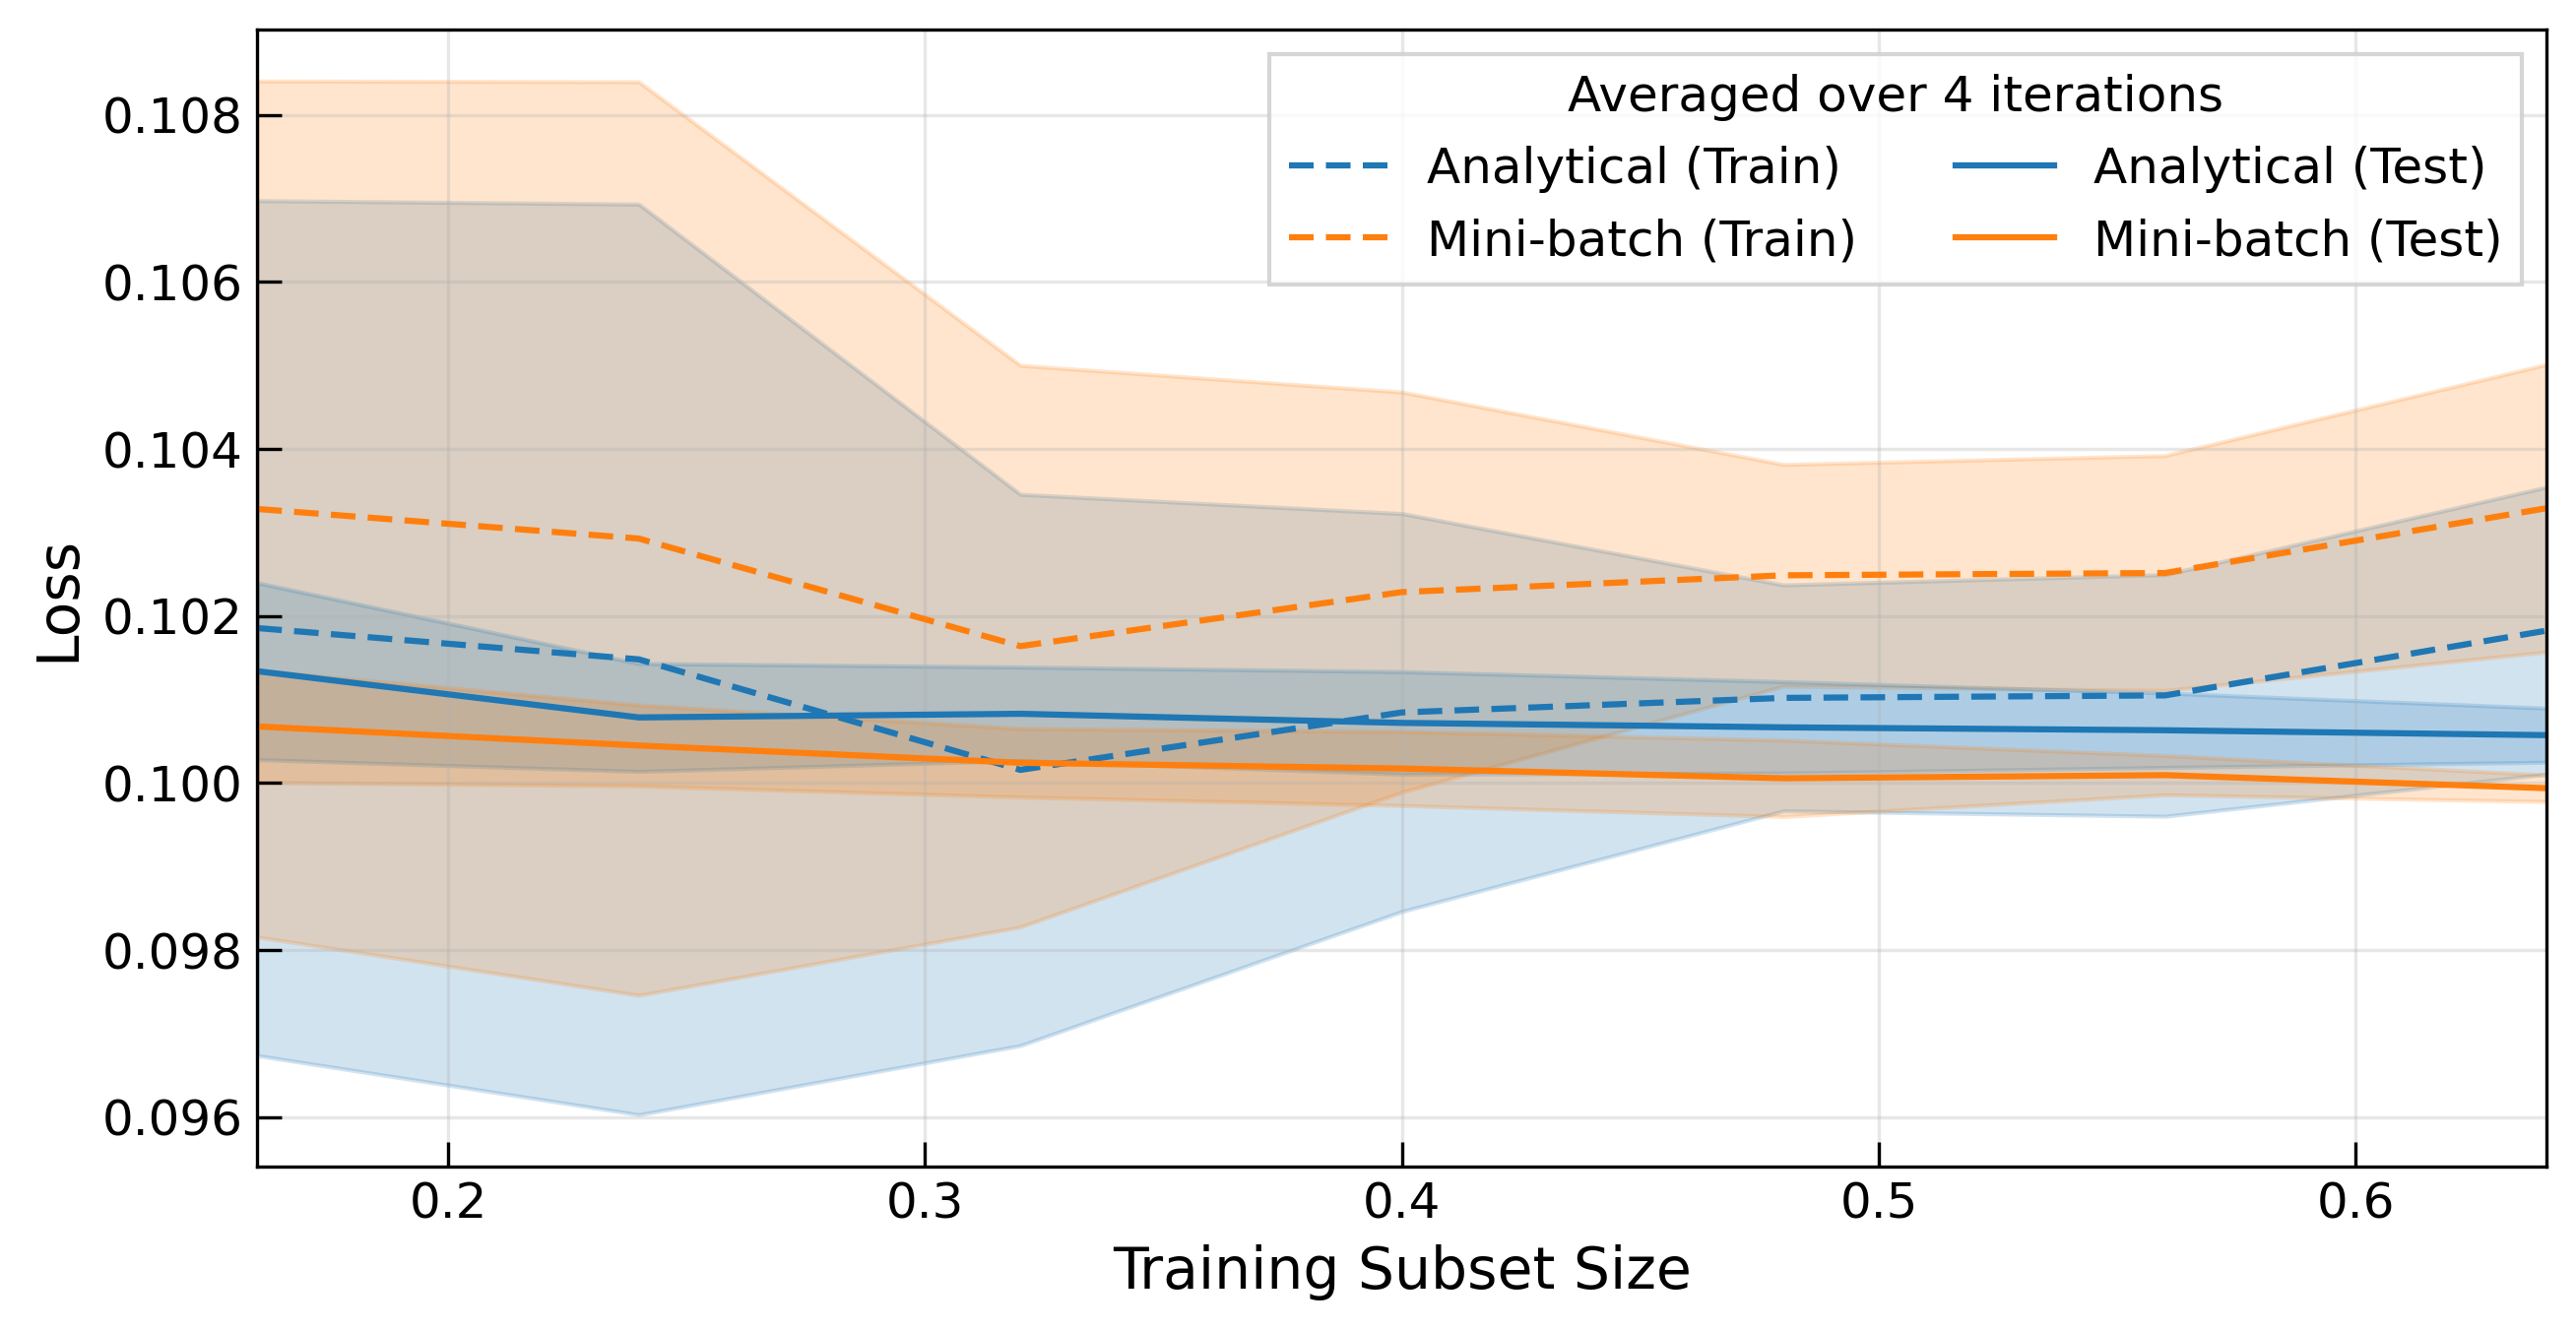 Averaged over 4 iterations
Analytical (Train)
Mini-batch (Train)
Analytical (Test)
Mini-batch (Test)
Loss
0.108
0.106
0.104
0.102
0.100
0.098
0.096
0.2
0.3
0.4
0.5
0.6
Training Subset Size